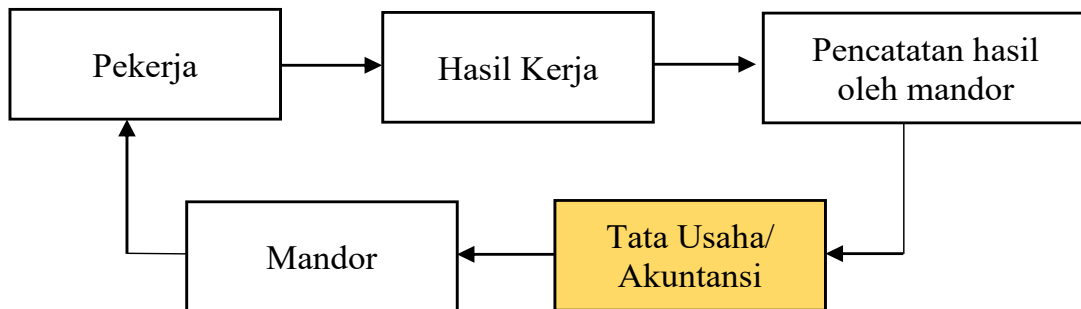 Pekerja
Hasil Kerja
Pencatatan hasil
oleh mandor
Mandor
Tata Usaha/
Akuntansi